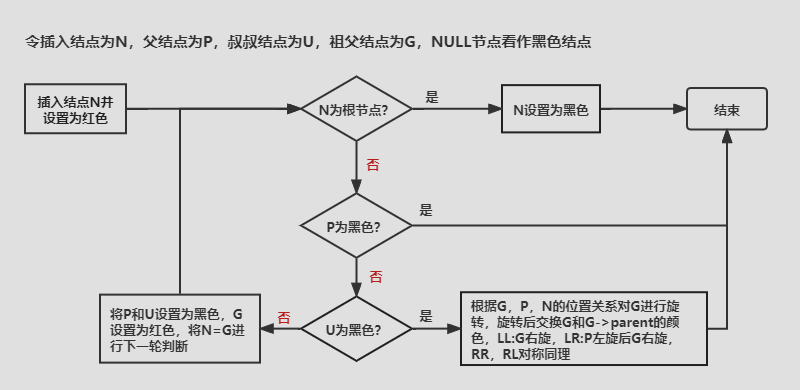 令插入结点为N，父结点为P，叔叔结点为U，祖父结点为G，NULL节点看作黑色结点
插入结点N并
设置为红色
N为根节点?
是
N设置为黑色
结束
否
P为黑色?
是
否
将P和U设置为黑色，G
设置为红色，将N=G进
行下一轮判断
否
U为黑色?
是
根据G，P，N的位置关系对G进行旋
转，旋转后交换G和G->parent的颜
色，LL:G右旋，LR:P左旋后G右旋，
RR，RL对称同理